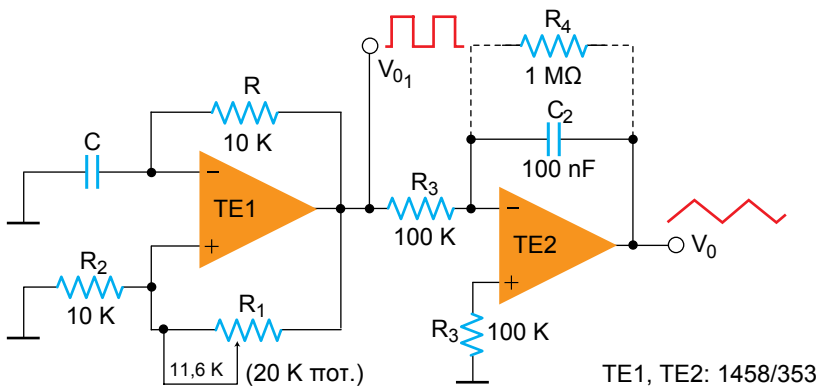 R
10 K
C
−
TE1
+
R2
10 K
R1
11,6 K
(20 K пот.)
V01
R4
1 MΩ
C2
100 nF
R3
100 K
−
TE2
+
V0
R3
100 K
TE1, TE2: 1458/353